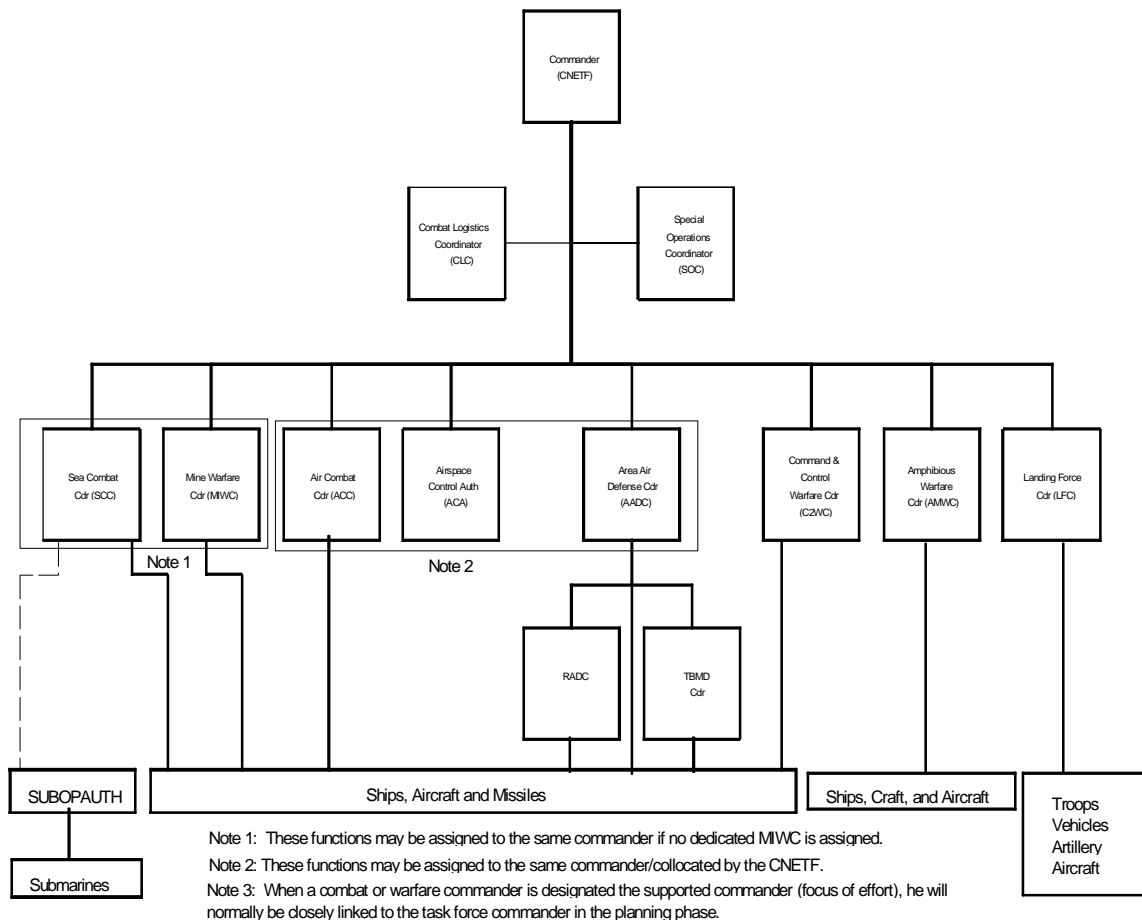 Commander
(CNETF)
Combat Logistics
Coordinator
(CLC)
Special
Operations
Coordinator
(SOC)
Sea Combat
Cdr (SCC)
Mine Warfare
Cdr (MIWC)
Air Combat
Cdr (ACC)
Airspace
Control Auth
(ACA)
Area Air
Defense Cdr
(AADC)
Command &
Control
Warfare Cdr
(C2WC)
Amphibious
Warfare
Cdr (AMWC)
Landing Force
Cdr (LFC)
Note 1
Note 2
RADC
TBMD
Cdr
SUBOPAUTH
Ships, Aircraft and Missiles
Ships, Craft, and Aircraft
Troops
Vehicles
Artillery
Aircraft
Submarines
Note 1: These functions may be assigned to the same commander if no dedicated MIWC is assigned.
Note 2: These functions may be assigned to the same commander/collocated by the CNETF.
Note 3: When a combat or warfare commander is designated the supported commander (focus of effort), he will
normally be closely linked to the task force commander in the planning phase.